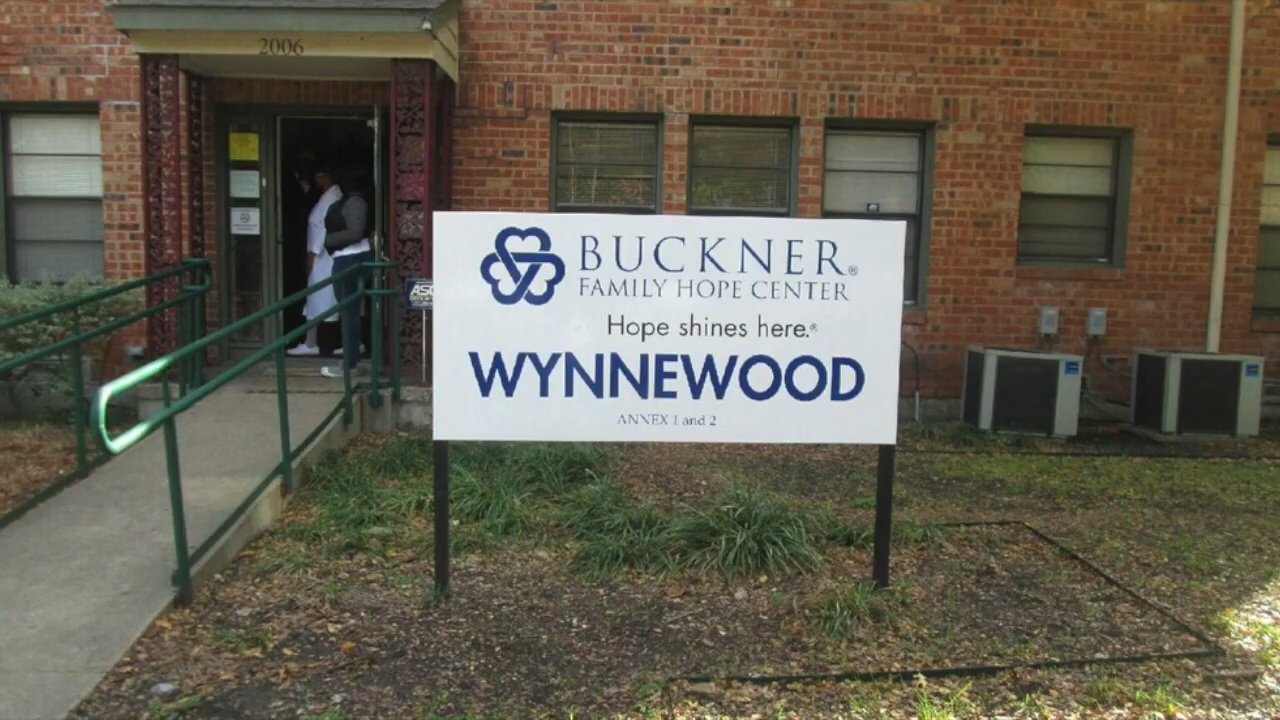 2006
BUCKNER®
FAMILY HOPE CENTER
Hope shines here.®
WYNNEWOOD
ANNEX 1 and 2